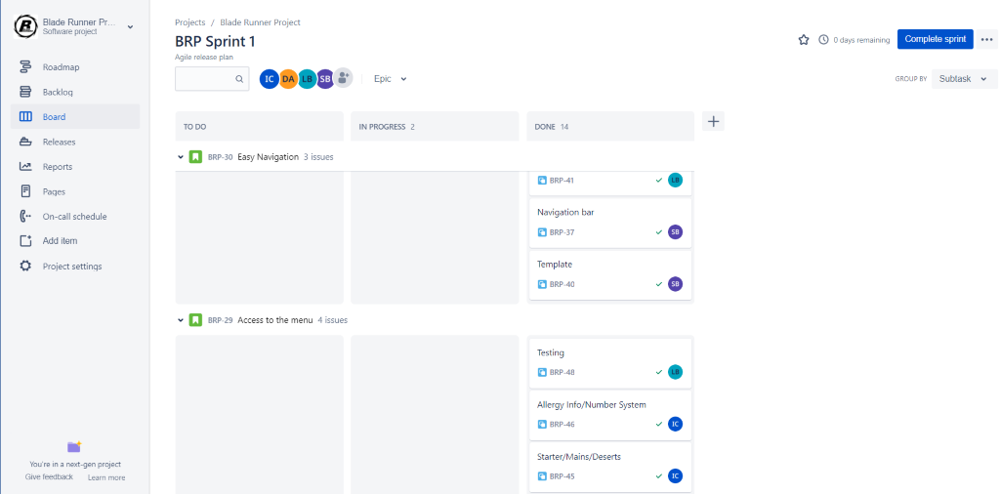 Blade Runner Pr...
Software project
Roadmap
Backlog
Board
Releases
Reports
Pages
On-call schedule
Add item
Project settings
You're in a next-gen project
Give feedback Learn more
Projects / Blade Runner Project
BRP Sprint 1
Agile release plan
0 days remaining
Complete sprint
IC DA LB SB
Epic
GROUP BY Subtask
TO DO
IN PROGRESS 2
DONE 14
BRP-30 Easy Navigation 3 issues
BRP-41 LB
Navigation bar
BRP-37 SB
Template
BRP-40 SB
BRP-29 Access to the menu 4 issues
Testing
BRP-48 LB
Allergy Info/Number System
BRP-46 IC
Starter/Mains/Deserts
BRP-45 IC